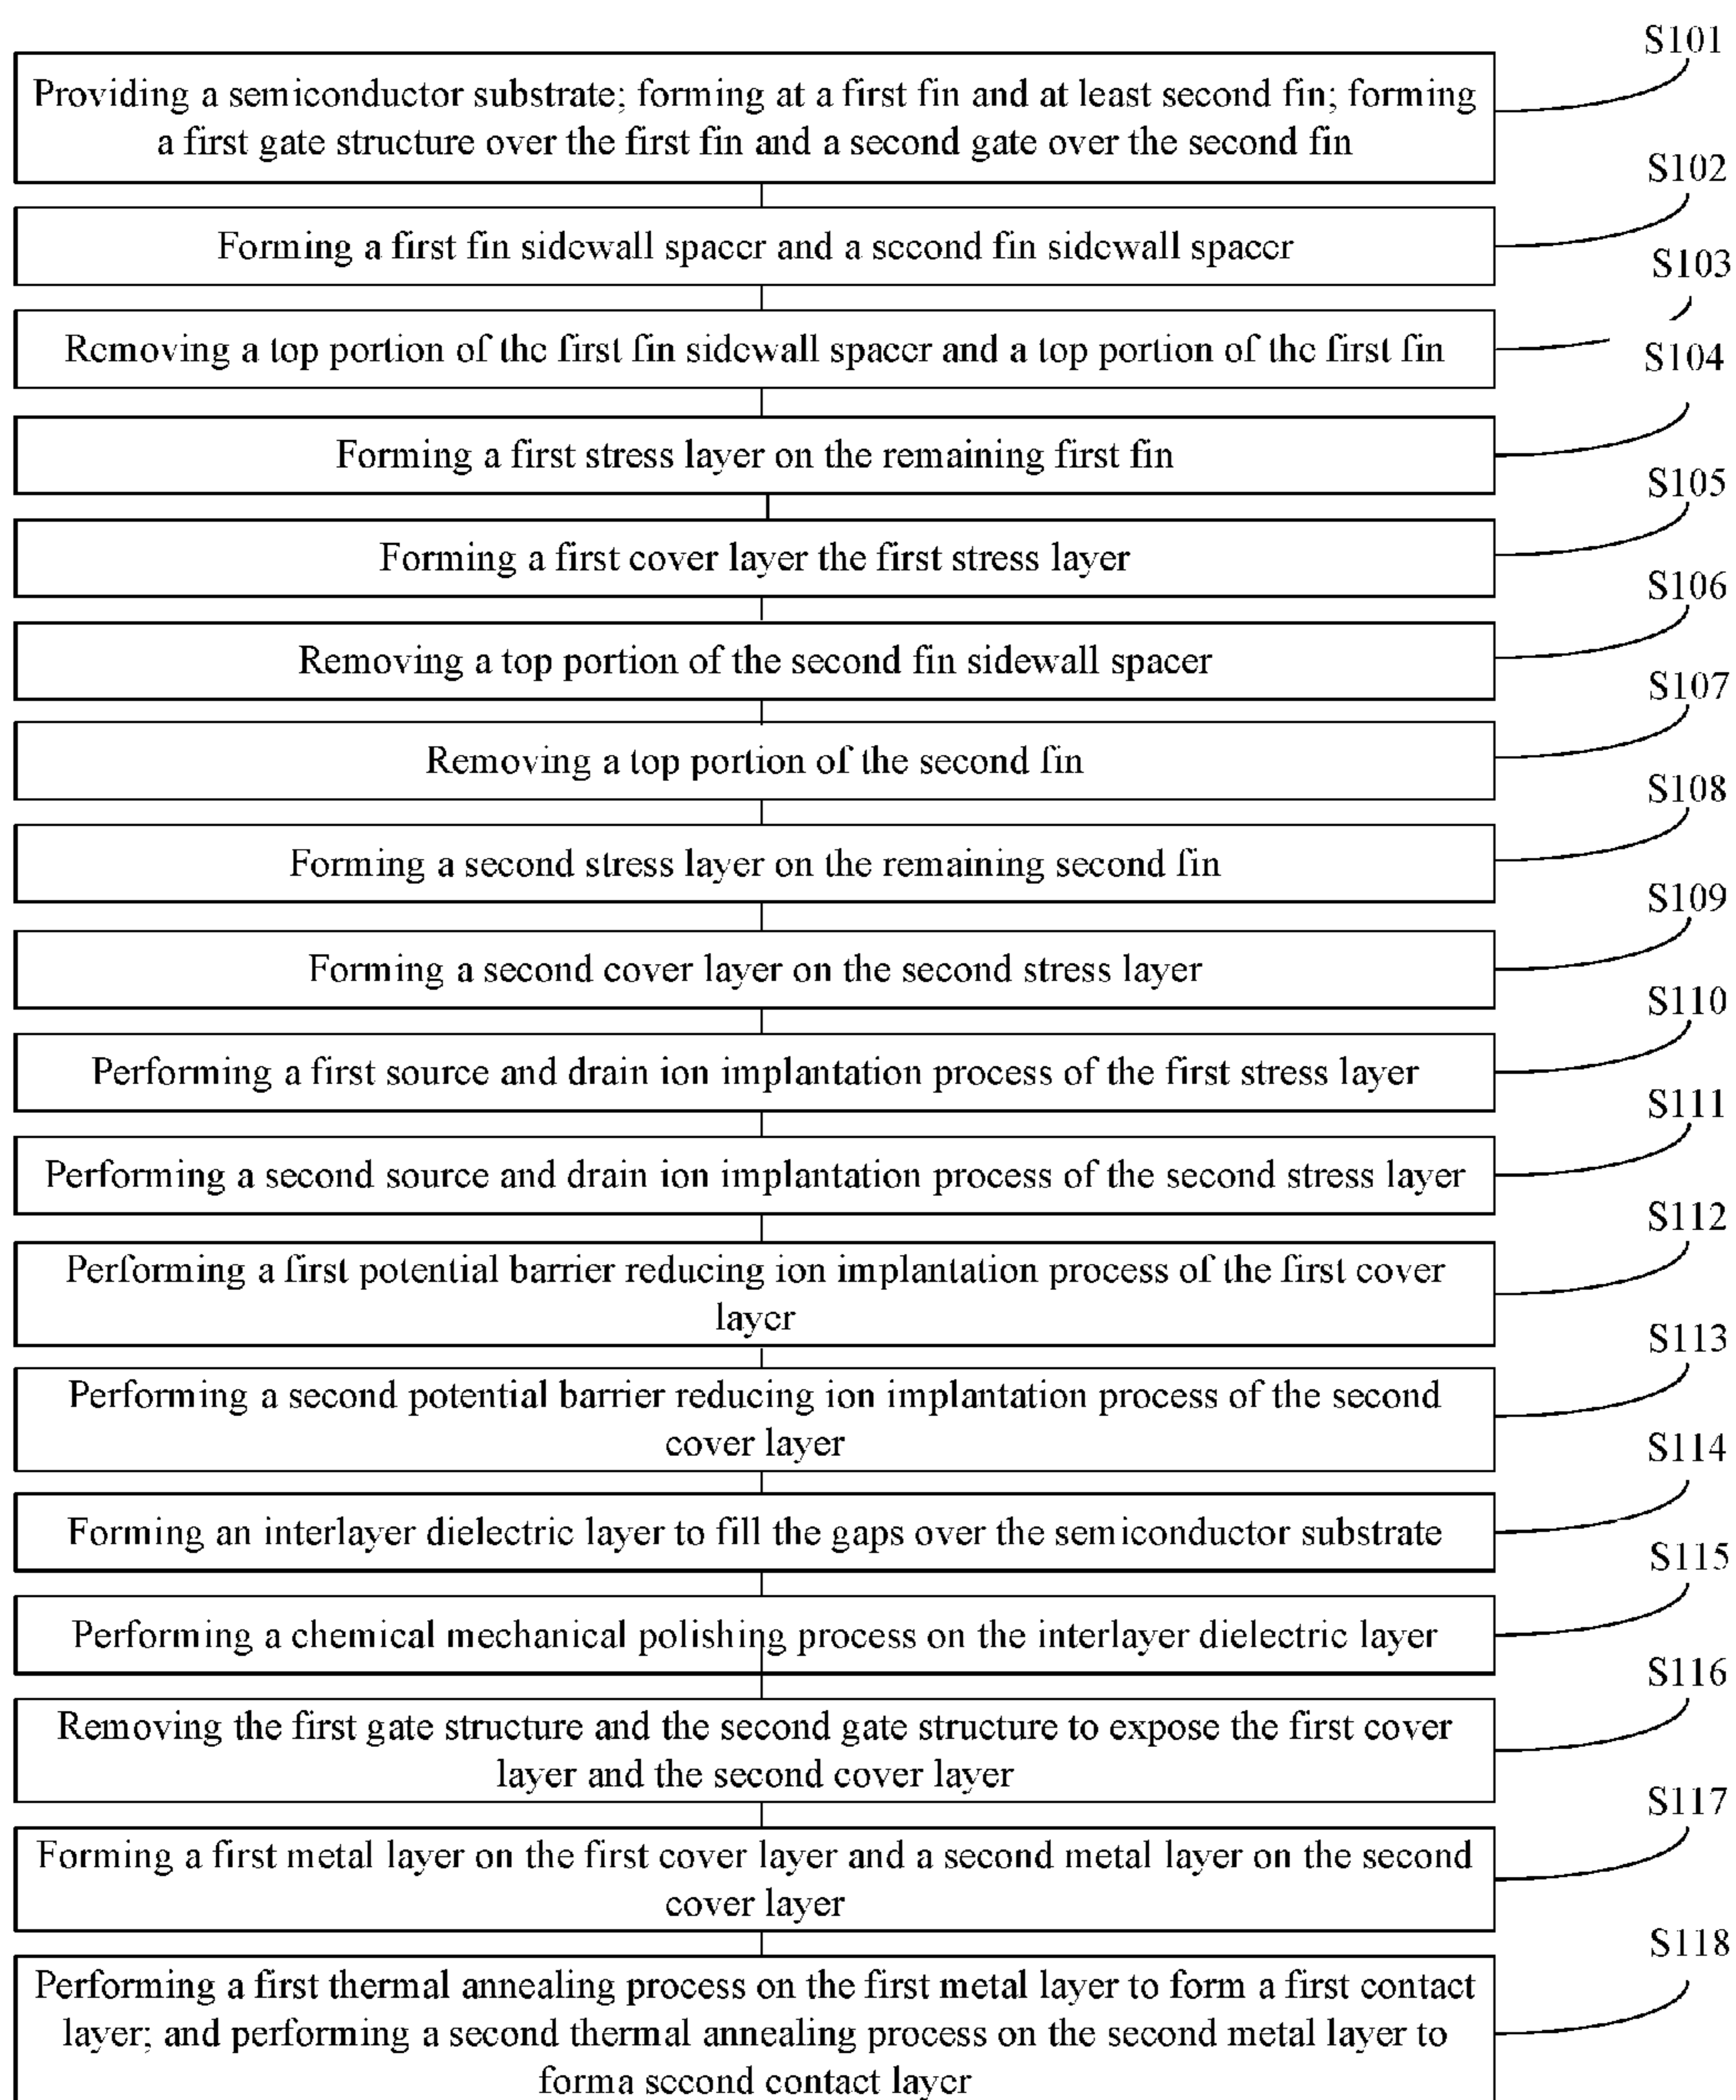 S101
Providing a semiconductor substrate; forming at a first fin and at least second fin; forming
a first gate structure over the first fin and a second gate over the second fin
S102
Forming a first fin sidewall spacer and a second fin sidewall spacer
S103
Removing a top portion of the first fin sidewall spacer and a top portion of the first fin
S104
Forming a first stress layer on the remaining first fin
S105
Forming a first cover layer the first stress layer
S106
Removing a top portion of the second fin sidewall spacer
S107
Removing a top portion of the second fin
S108
Forming a second stress layer on the remaining second fin
S109
Forming a second cover layer on the second stress layer
S110
Performing a first source and drain ion implantation process of the first stress layer
S111
Performing a second source and drain ion implantation process of the second stress layer
S112
Performing a first potential barrier reducing ion implantation process of the first cover
layer
S113
Performing a second potential barrier reducing ion implantation process of the second
cover layer
S114
Forming an interlayer dielectric layer to fill the gaps over the semiconductor substrate
S115
Performing a chemical mechanical polishing process on the interlayer dielectric layer
S116
Removing the first gate structure and the second gate structure to expose the first cover
layer and the second cover layer
S117
Forming a first metal layer on the first cover layer and a second metal layer on the second
cover layer
S118
Performing a first thermal annealing process on the first metal layer to form a first contact
layer; and performing a second thermal annealing process on the second metal layer to
forma second contact layer